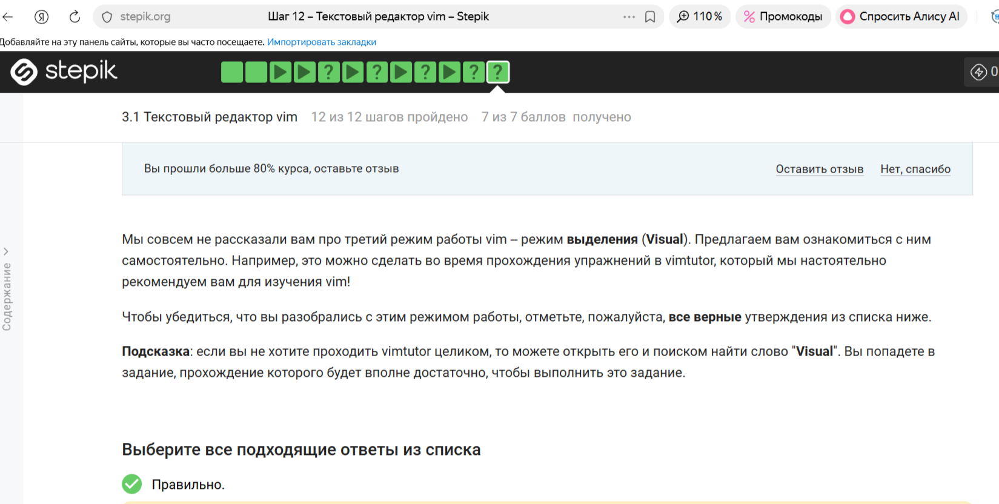 stepik.org
Шаг 12 – Текстовый редактор vim – Stepik
110 %
Промокоды
Спросить Алису AI
Добавляйте на эту панель сайты, которые вы часто посещаете. Импортировать закладки
stepik
? ? ? ? ?
0
3.1 Текстовый редактор vim 12 из 12 шагов пройдено 7 из 7 баллов получено
Вы прошли больше 80% курса, оставьте отзыв
Оставить отзыв Нет, спасибо
Содержание
Мы совсем не рассказали вам про третий режим работы vim -- режим выделения (Visual). Предлагаем вам ознакомиться с ним
самостоятельно. Например, это можно сделать во время прохождения упражнений в vimtutor, который мы настоятельно
рекомендуем вам для изучения vim!
Чтобы убедиться, что вы разобрались с этим режимом работы, отметьте, пожалуйста, все верные утверждения из списка ниже.
Подсказка: если вы не хотите проходить vimtutor целиком, то можете открыть его и поиском найти слово "Visual". Вы попадете в
задание, прохождение которого будет вполне достаточно, чтобы выполнить это задание.
Выберите все подходящие ответы из списка
Правильно.